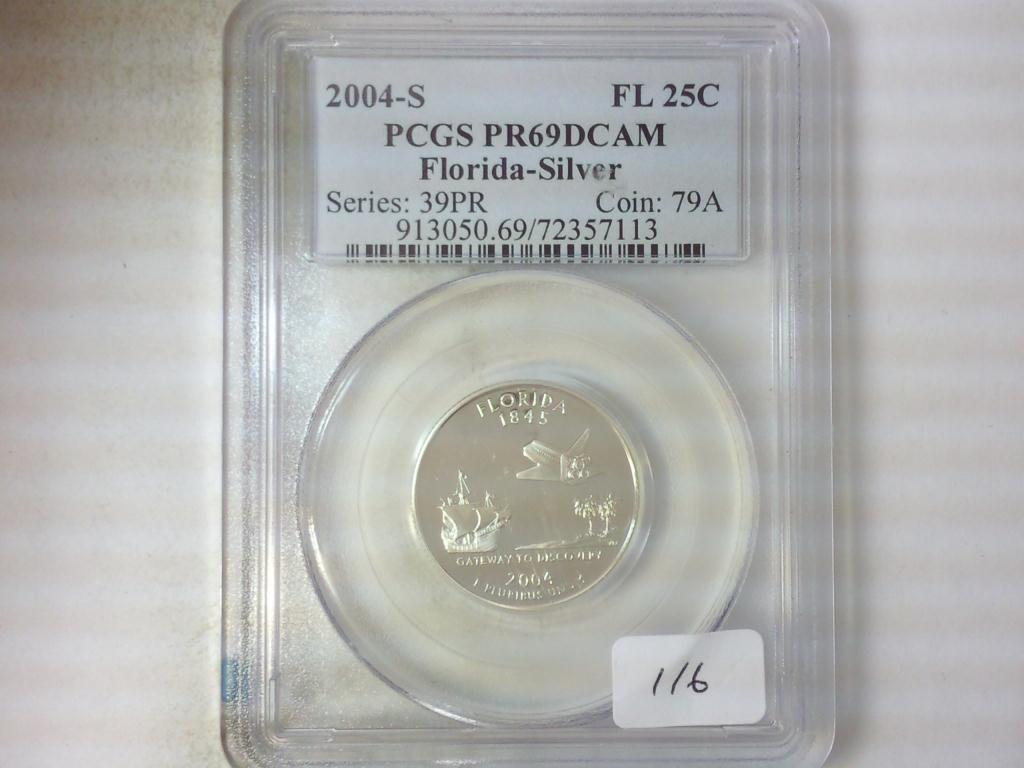 2004-S FL 25C
PCGS PR69DCAM
Florida-Silver
Series: 39PR Coin: 79A
913050.69/72357113
FLORIDA
1845
GATEWAY TO DISCOVERY
2004
PLURIBUS
116